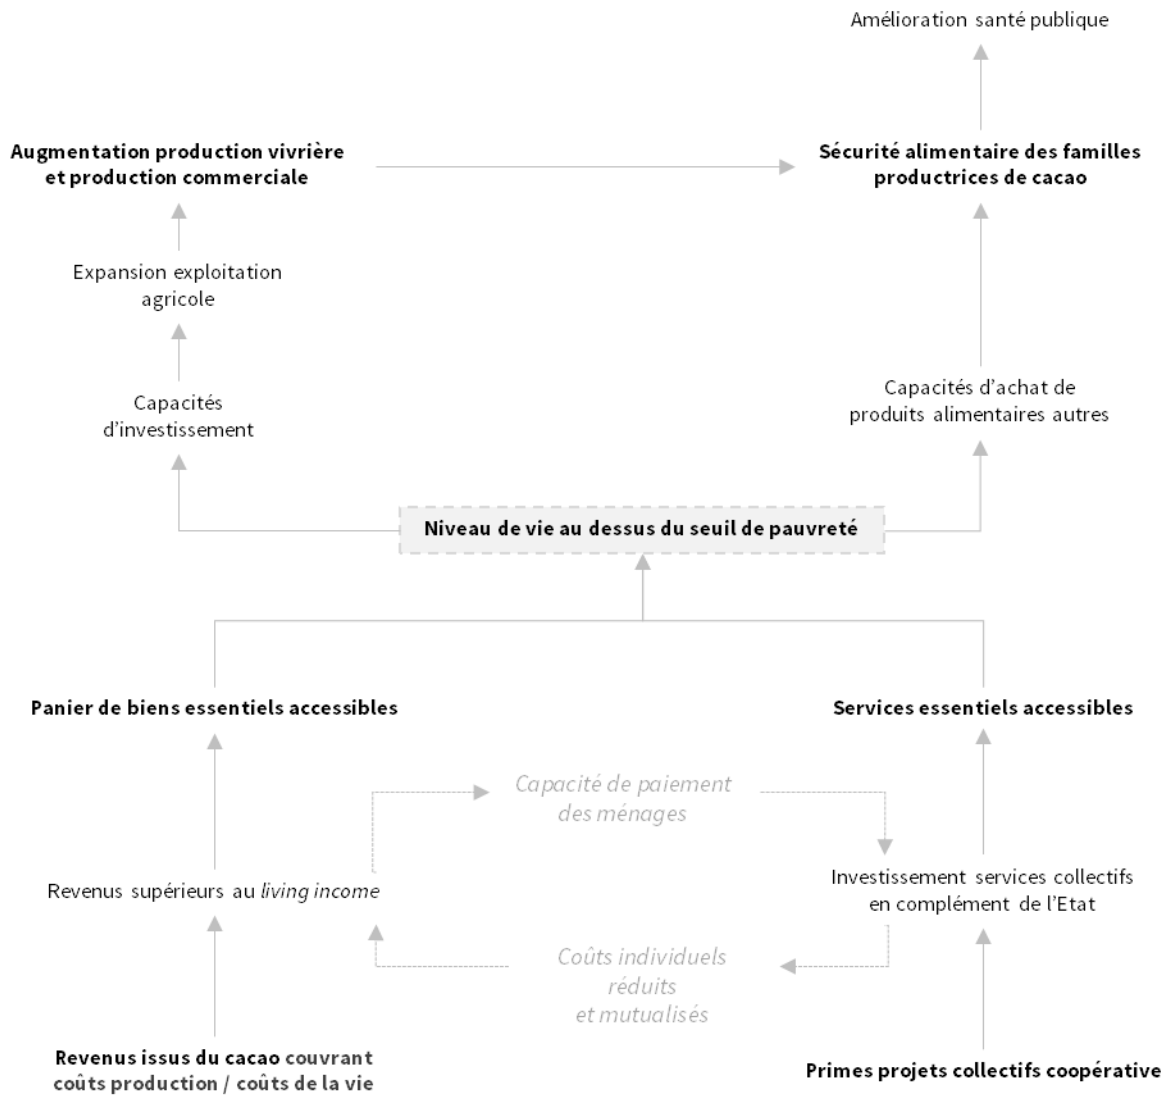 Amélioration santé publique
Augmentation production vivrière
et production commerciale
Sécurité alimentaire des familles
productrices de cacao
Expansion exploitation
agricole
Capacités
d'investissement
Capacités d'achat de
produits alimentaires autres
Niveau de vie au dessus du seuil de pauvreté
Panier de biens essentiels accessibles
Services essentiels accessibles
Capacité de paiement
des ménages
Revenus supérieurs au living income
Investissement services collectifs
en complément de l'Etat
Coûts individuels
réduits
et mutualisés
Revenus issus du cacao couvrant
coûts production / coûts de la vie
Primes projets collectifs coopérative